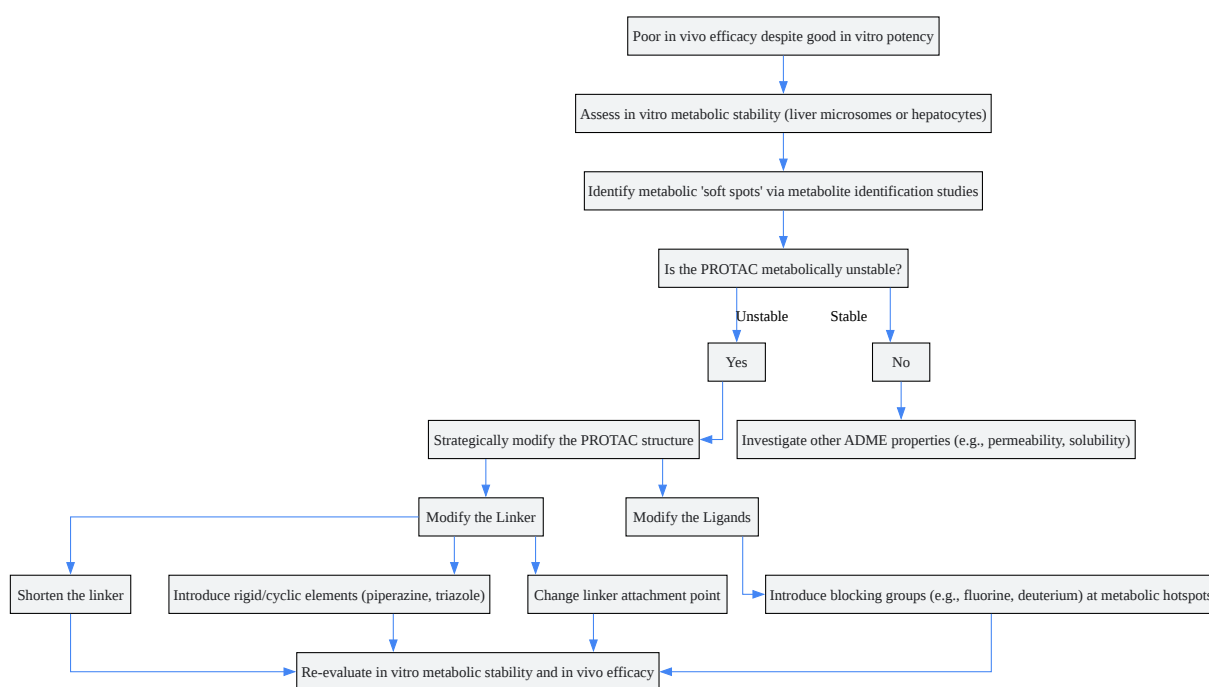 Poor in vivo efficacy despite good in vitro potency
Assess in vitro metabolic stability (liver microsomes or hepatocytes)
Identify metabolic 'soft spots' via metabolite identification studies
Is the PROTAC metabolically unstable?
Unstable
Stable
Yes
No
Strategically modify the PROTAC structure
Investigate other ADME properties (e.g., permeability, solubility)
Modify the Linker
Modify the Ligands
Shorten the linker
Introduce rigid/cyclic elements (piperazine, triazole)
Change linker attachment point
Introduce blocking groups (e.g., fluorine, deuterium) at metabolic hotspots
Re-evaluate in vitro metabolic stability and in vivo efficacy